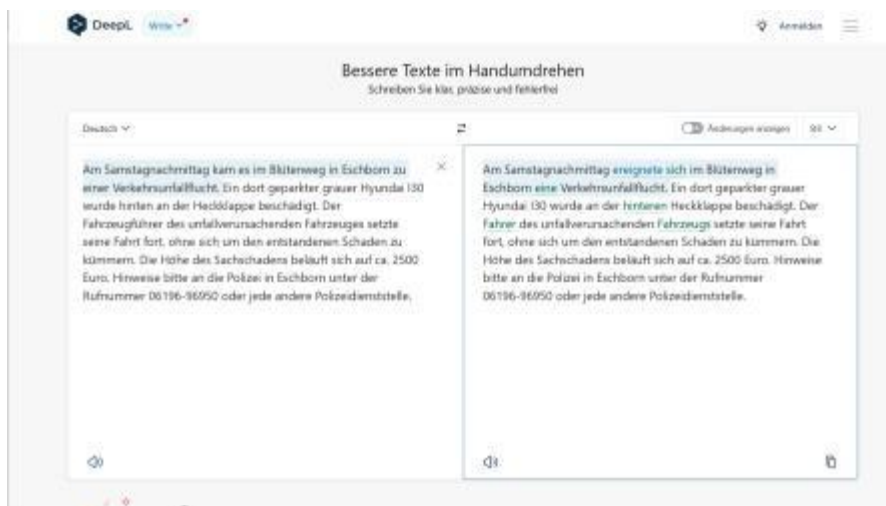 DeepL Write
Anmelden
Bessere Texte im Handumdrehen
Schreiben Sie klar, präzise und fehlerfrei
Deutsch
Änderungen anzeigen
Am Samstagnachmittag kam es im Blütenweg in Eschborn zu
einer Verkehrsunfallflucht. Ein dort geparkter grauer Hyundai I30
wurde hinten an der Heckklappe beschädigt. Der
Fahrzeugführer des unfallverursachenden Fahrzeuges setzte
seine Fahrt fort, ohne sich um den entstandenen Schaden zu
kümmern. Die Höhe des Sachschadens beläuft sich auf ca. 2500
Euro. Hinweise bitte an die Polizei in Eschborn unter der
Rufnummer 06196-96950 oder jede andere Polizeidienststelle.
Am Samstagnachmittag ereignete sich im Blütenweg in
Eschborn eine Verkehrsunfallflucht. Ein dort geparkter grauer
Hyundai I30 wurde an der hinteren Heckklappe beschädigt. Der
Fahrer des unfallverursachenden Fahrzeugs setzte seine Fahrt
fort, ohne sich um den entstandenen Schaden zu kümmern. Die
Höhe des Sachschadens beläuft sich auf ca. 2500 Euro. Hinweise
bitte an die Polizei in Eschborn unter der Rufnummer
06196-96950 oder jede andere Polizeidienststelle.